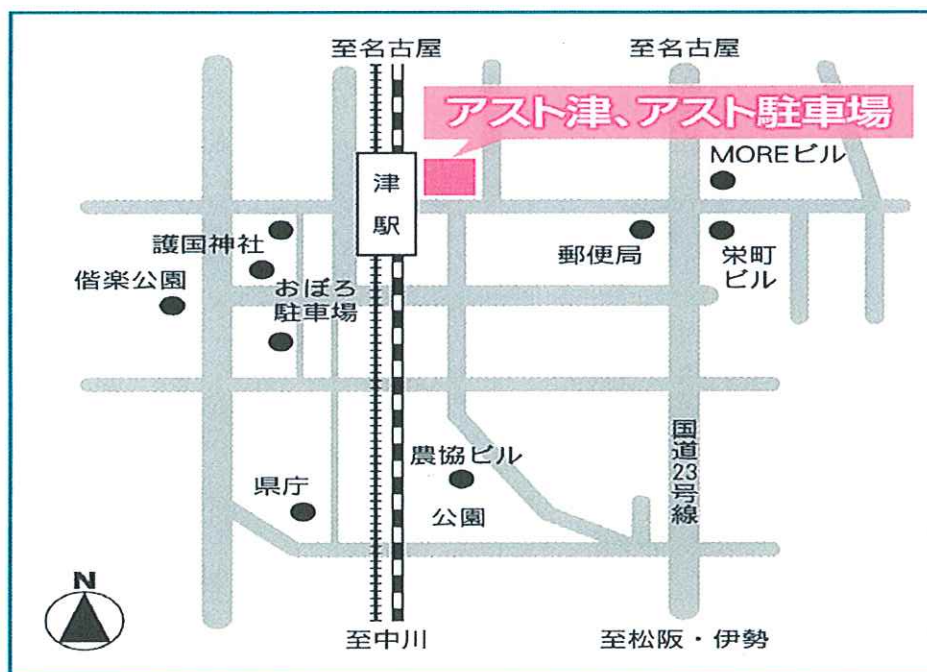 至名古屋
至名古屋
アスト津、アスト駐車場
MOREビル
津
駅
護国神社
郵便局
栄町
ビル
偕楽公園
おぼろ
駐車場
国道23号線
農協ビル
県庁
公園
N
至中川
至松阪・伊勢